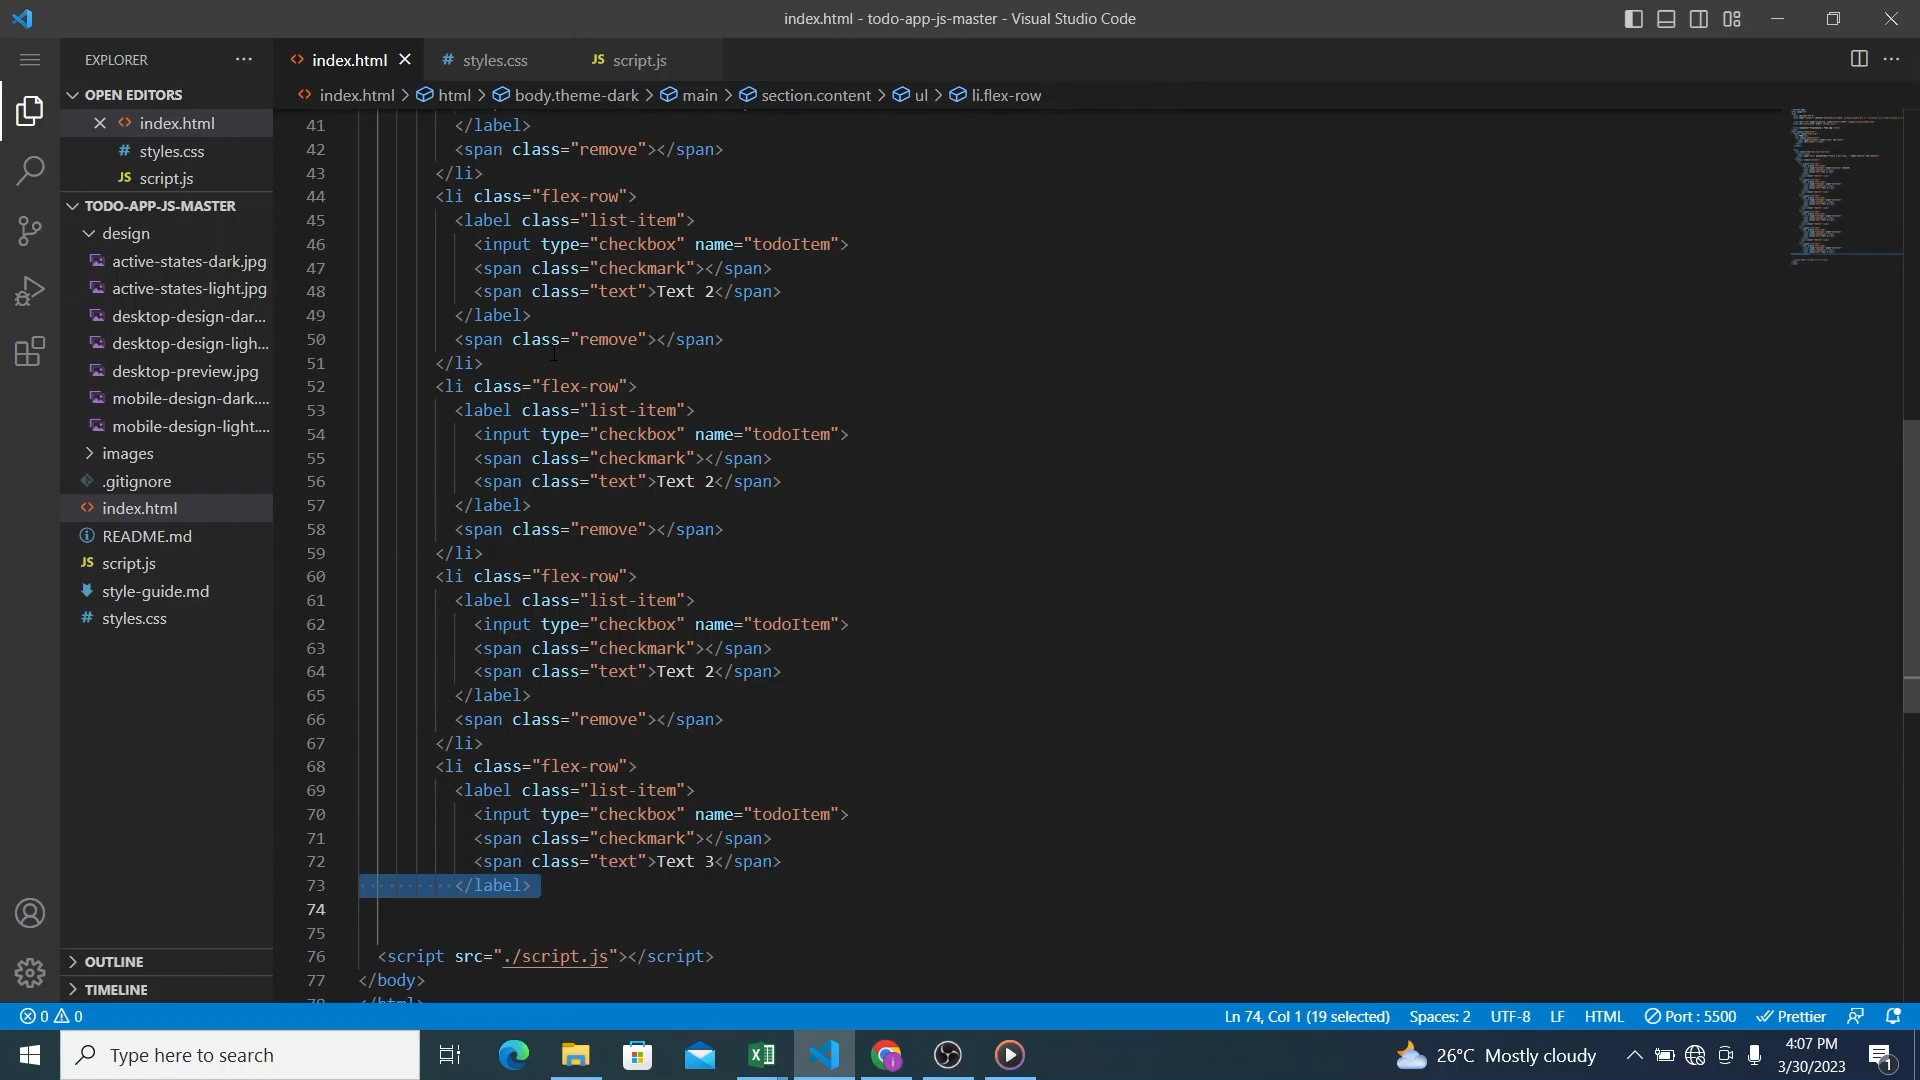 index.html - todo-app-js-master - Visual Studio Code
EXPLORER
index.html
styles.css
JS script.js
OPEN EDITORS
index.html
styles.css
JS script.js
TODO-APP-JS-MASTER
design
active-states-dark.jpg
active-states-light.jpg
desktop-design-dar...
desktop-design-ligh...
desktop-preview.jpg
mobile-design-dark....
mobile-design-light....
images
.gitignore
index.html
README.md
JS script.js
style-guide.md
styles.css
OUTLINE
TIMELINE
index.html > html > body.theme-dark > main > section.content > ul > li.flex-row
41 </label>
42 <span class="remove"></span>
43 </li>
44 <li class="flex-row">
45 <label class="list-item">
46 <input type="checkbox" name="todoItem">
47 <span class="checkmark"></span>
48 <span class="text">Text 2</span>
49 </label>
50 <span class="remove"></span>
51 </li>
52 <li class="flex-row">
53 <label class="list-item">
54 <input type="checkbox" name="todoItem">
55 <span class="checkmark"></span>
56 <span class="text">Text 2</span>
57 </label>
58 <span class="remove"></span>
59 </li>
60 <li class="flex-row">
61 <label class="list-item">
62 <input type="checkbox" name="todoItem">
63 <span class="checkmark"></span>
64 <span class="text">Text 2</span>
65 </label>
66 <span class="remove"></span>
67 </li>
68 <li class="flex-row">
69 <label class="list-item">
70 <input type="checkbox" name="todoItem">
71 <span class="checkmark"></span>
72 <span class="text">Text 3</span>
73 </label>
74
75
76 <script src="./script.js"></script>
77 </body>
78 </html>
0 0
Ln 74, Col 1 (19 selected) Spaces: 2 UTF-8 LF HTML Port : 5500 Prettier
Type here to search
26°C Mostly cloudy
4:07 PM
3/30/2023
1